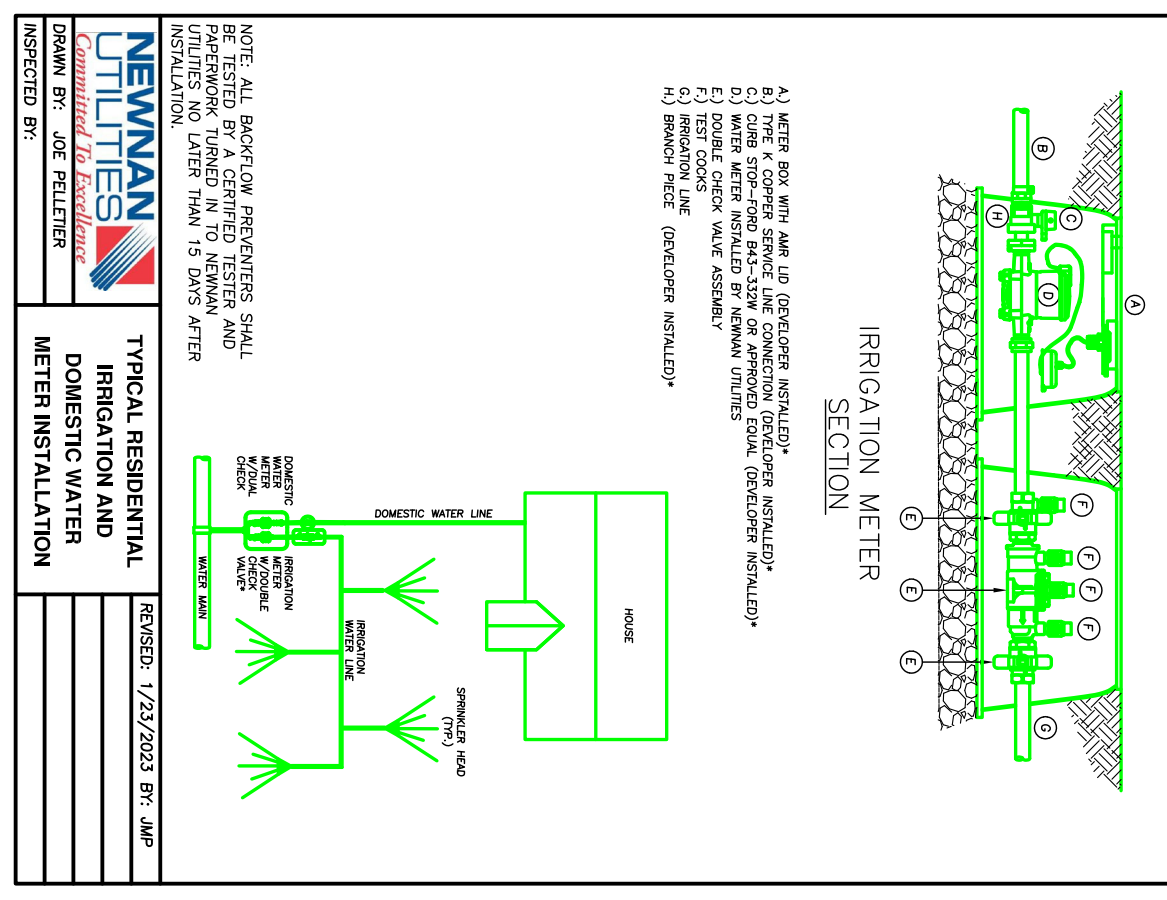 A
B
C
D
H
F
F
F
F
E
E
E
G
IRRIGATION METER
SECTION
A.) METER BOX WITH AMR LID (DEVELOPER INSTALLED)*
B.) TYPE K COPPER SERVICE LINE CONNECTION (DEVELOPER INSTALLED)*
C.) CURB STOP-FORD B43-332W OR APPROVED EQUAL (DEVELOPER INSTALLED)*
D.) WATER METER INSTALLED BY NEWNAN UTILITIES
E.) DOUBLE CHECK VALVE ASSEMBLY
F.) TEST COCKS
G.) IRRIGATION LINE
H.) BRANCH PIECE (DEVELOPER INSTALLED)*
HOUSE
DOMESTIC WATER LINE
SPRINKLER HEAD
(TYP.)
IRRIGATION
WATER LINE
DOMESTIC
WATER
METER
W/DUAL
CHECK
IRRIGATION
METER
W/DOUBLE
CHECK
VALVE*
WATER MAIN
NOTE: ALL BACKFLOW PREVENTERS SHALL
BE TESTED BY A CERTIFIED TESTER AND
PAPERWORK TURNED IN TO NEWNAN
UTILITIES NO LATER THAN 15 DAYS AFTER
INSTALLATION.
NEWNAN
UTILITIES
Committed To Excellence
DRAWN BY: JOE PELLETIER
INSPECTED BY:
TYPICAL RESIDENTIAL
IRRIGATION AND
DOMESTIC WATER
METER INSTALLATION
REVISED: 1/23/2023 BY: JMP